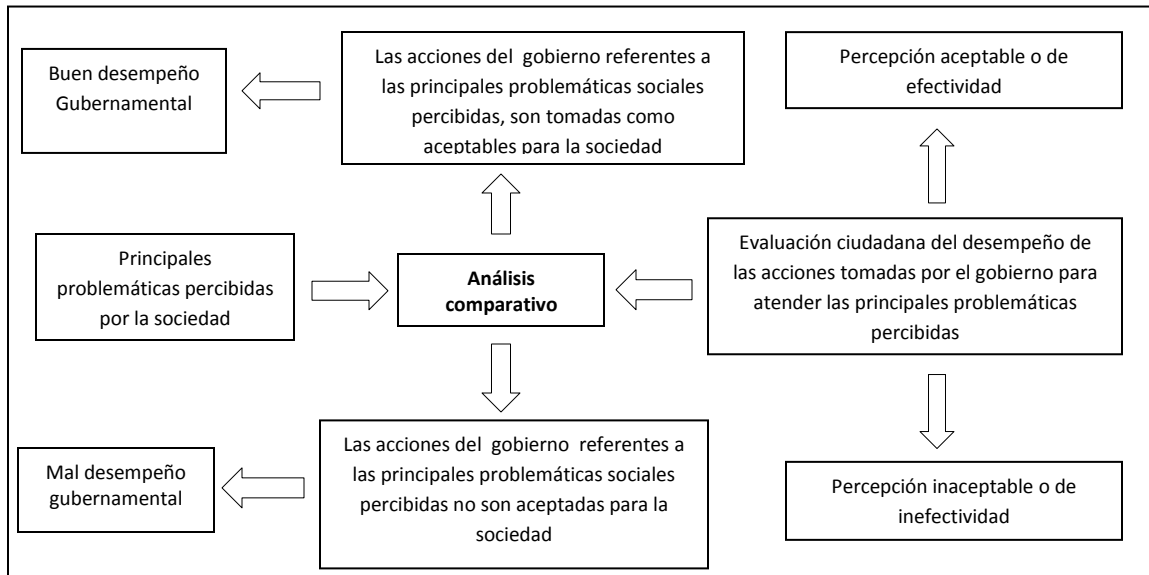 Buen desempeño
Gubernamental
Las acciones del gobierno referentes a
las principales problemáticas sociales
percibidas, son tomadas como
aceptables para la sociedad
Percepción aceptable o de
efectividad
Principales
problemáticas percibidas
por la sociedad
Análisis
comparativo
Evaluación ciudadana del desempeño de
las acciones tomadas por el gobierno para
atender las principales problemáticas
percibidas
Mal desempeño
gubernamental
Las acciones del gobierno referentes a
las principales problemáticas sociales
percibidas no son aceptadas para la
sociedad
Percepción inaceptable o de
inefectividad